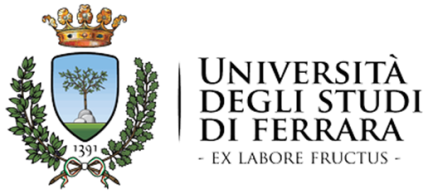 1391
UNIVERSITÀ
DEGLI STUDI
DI FERRARA
- EX LABORE FRUCTUS -